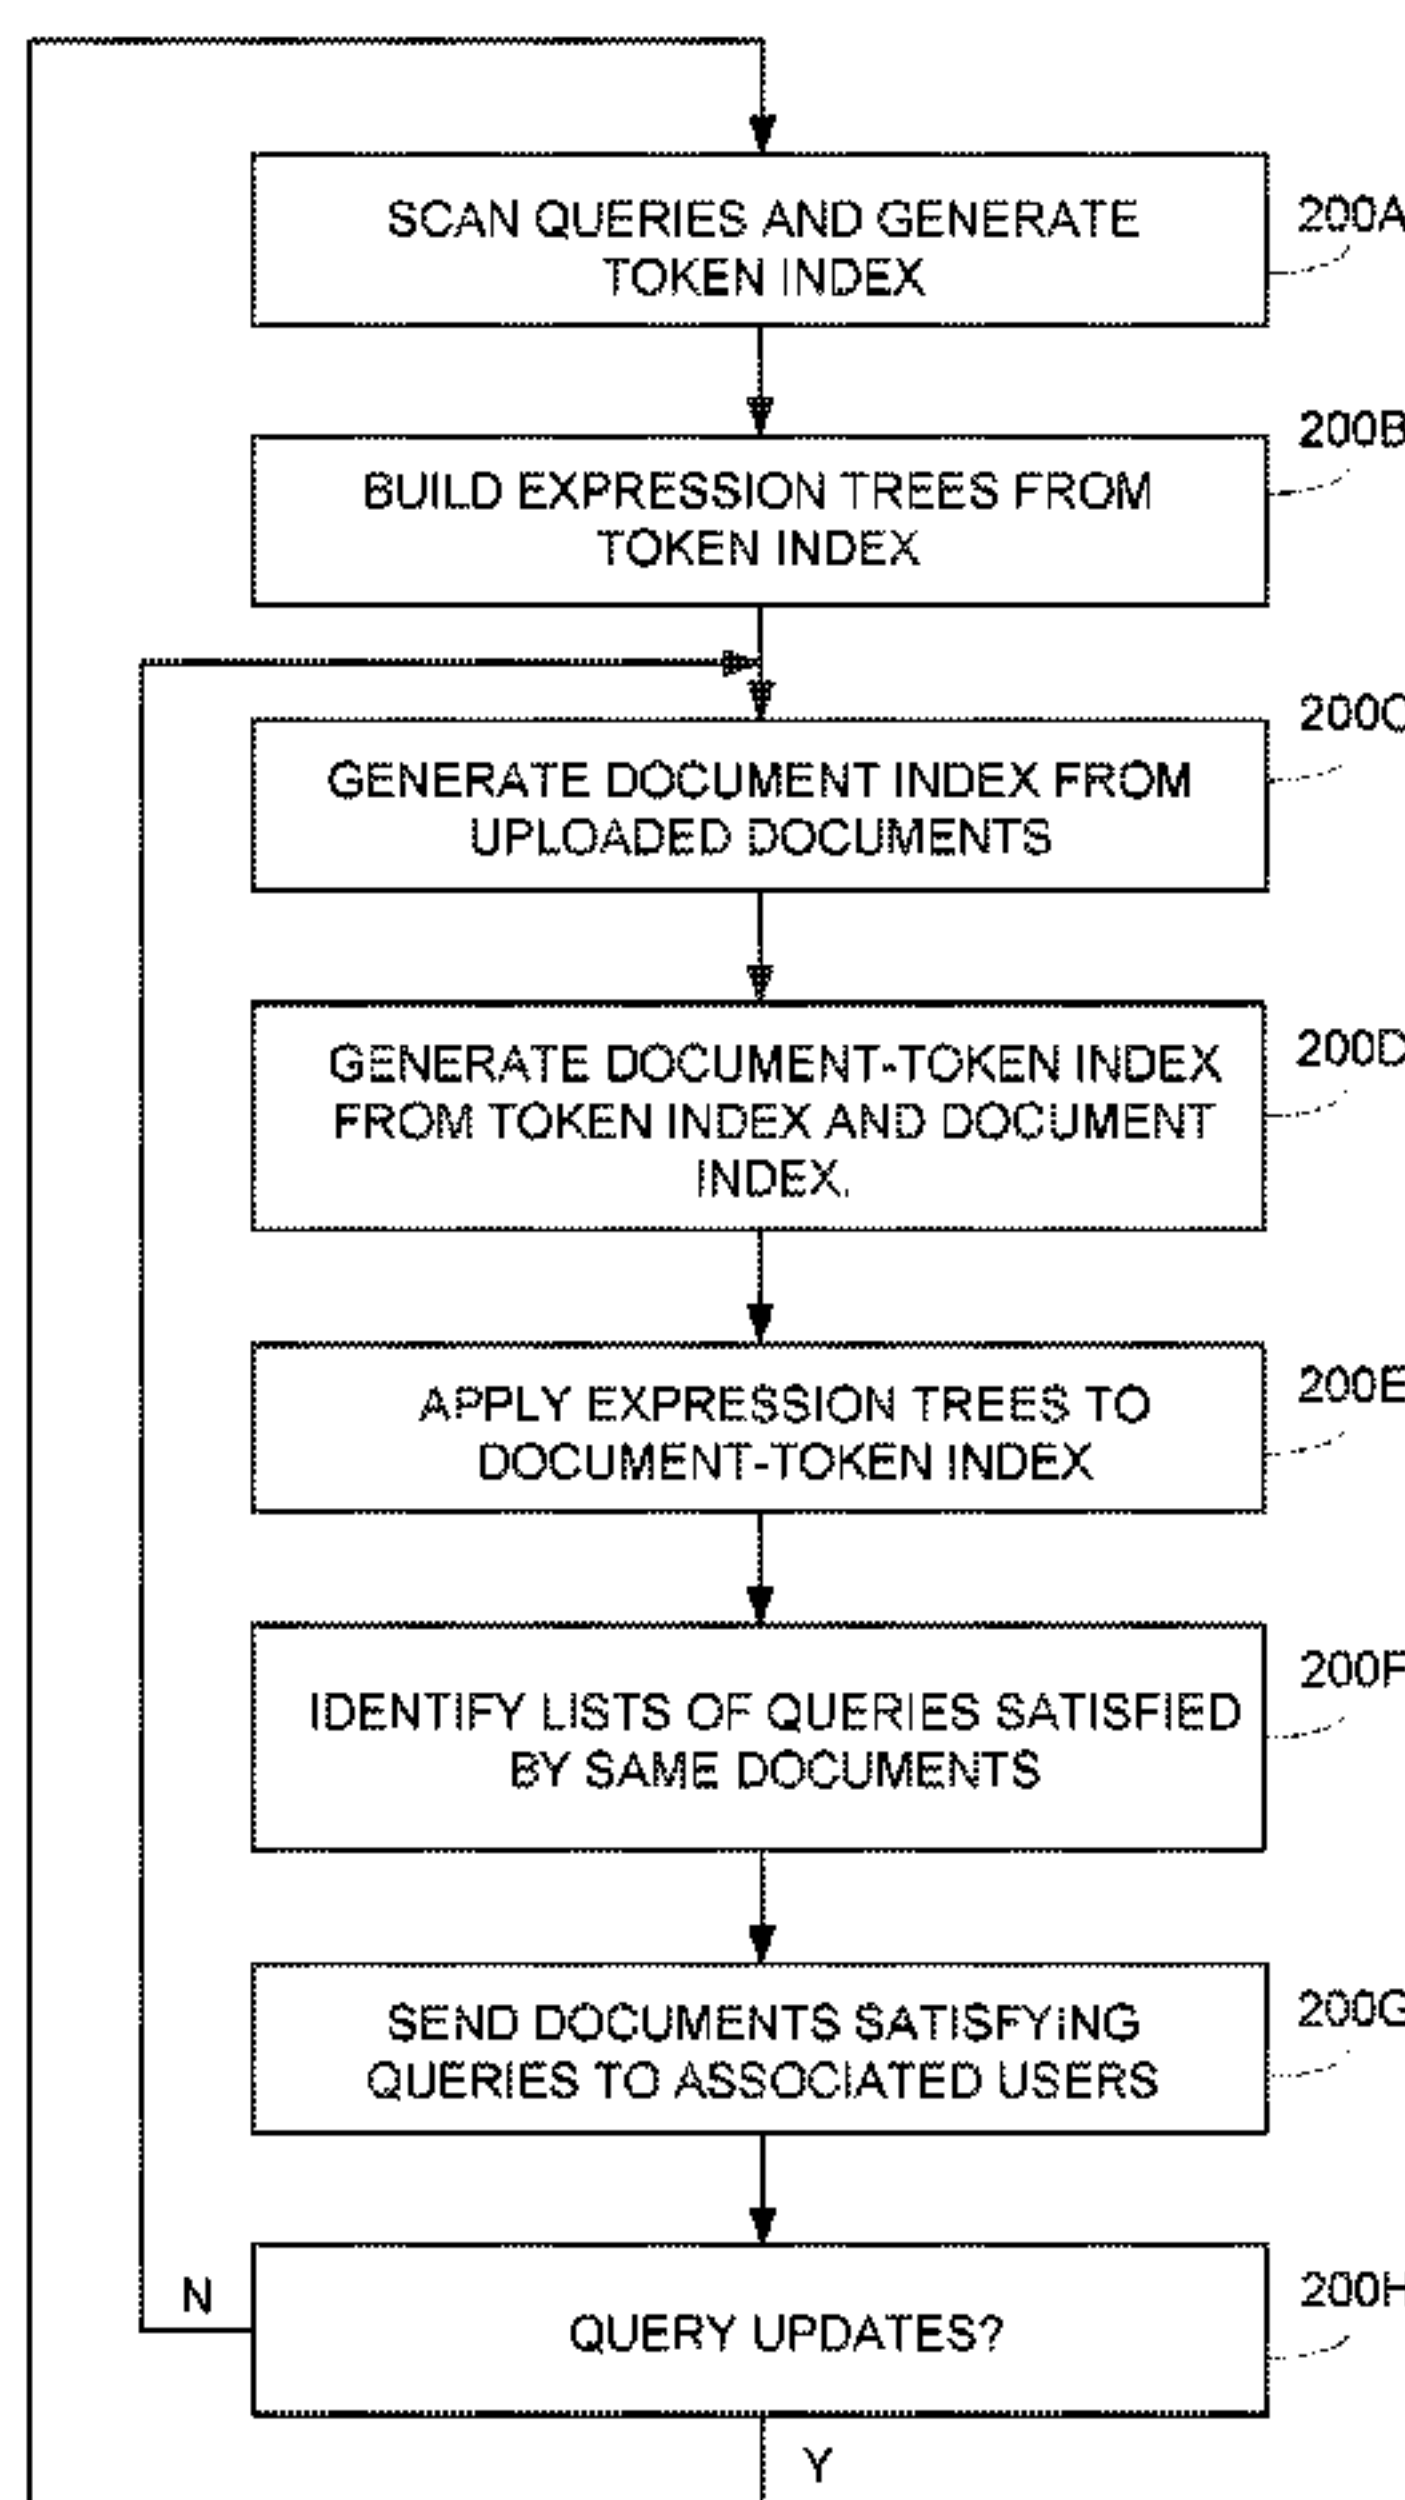 SCAN QUERIES AND GENERATE
TOKEN INDEX
200A
BUILD EXPRESSION TREES FROM
TOKEN INDEX
200B
GENERATE DOCUMENT INDEX FROM
UPLOADED DOCUMENTS
200C
GENERATE DOCUMENT-TOKEN INDEX
FROM TOKEN INDEX AND DOCUMENT
INDEX.
200D
APPLY EXPRESSION TREES TO
DOCUMENT-TOKEN INDEX
200E
IDENTIFY LISTS OF QUERIES SATISFIED
BY SAME DOCUMENTS
200F
SEND DOCUMENTS SATISFYING
QUERIES TO ASSOCIATED USERS
200G
N
QUERY UPDATES?
200H
Y